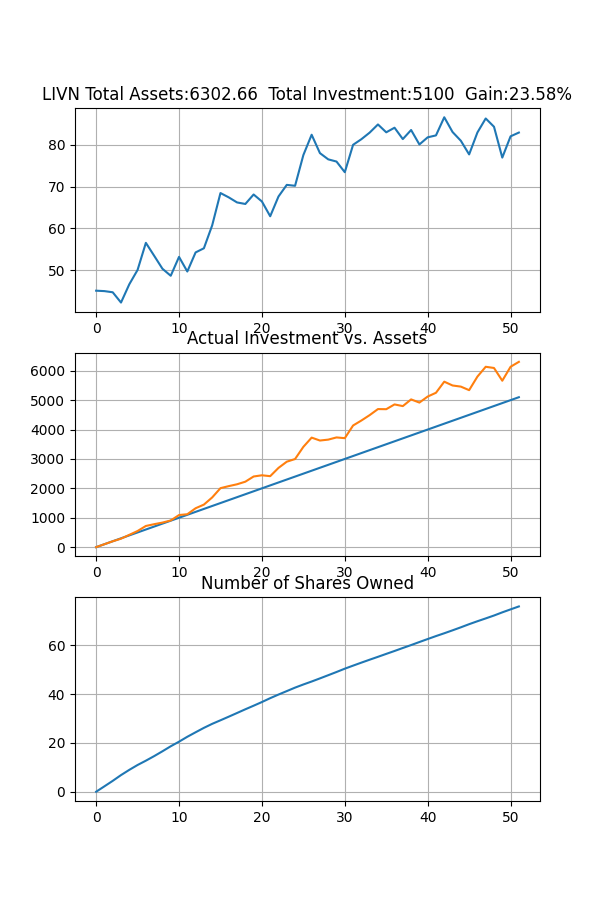 LIVN Total Assets:6302.66  Total Investment:5100  Gain:23.58%
80
70
60
50
0 10 20 30 40 50
Actual Investment vs. Assets
6000
5000
4000
3000
2000
1000
0
0 10 20 30 40 50
Number of Shares Owned
60
40
20
0
0 10 20 30 40 50